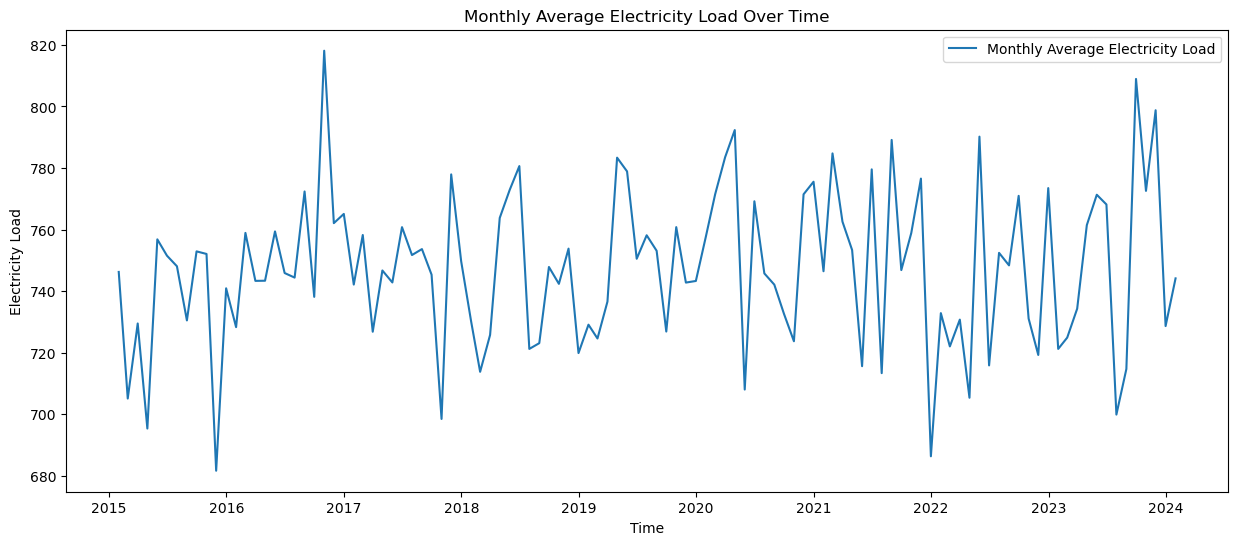 Monthly Average Electricity Load Over Time
Monthly Average Electricity Load
Electricity Load
820
800
780
760
740
720
700
680
2015 2016 2017 2018 2019 2020 2021 2022 2023 2024
Time